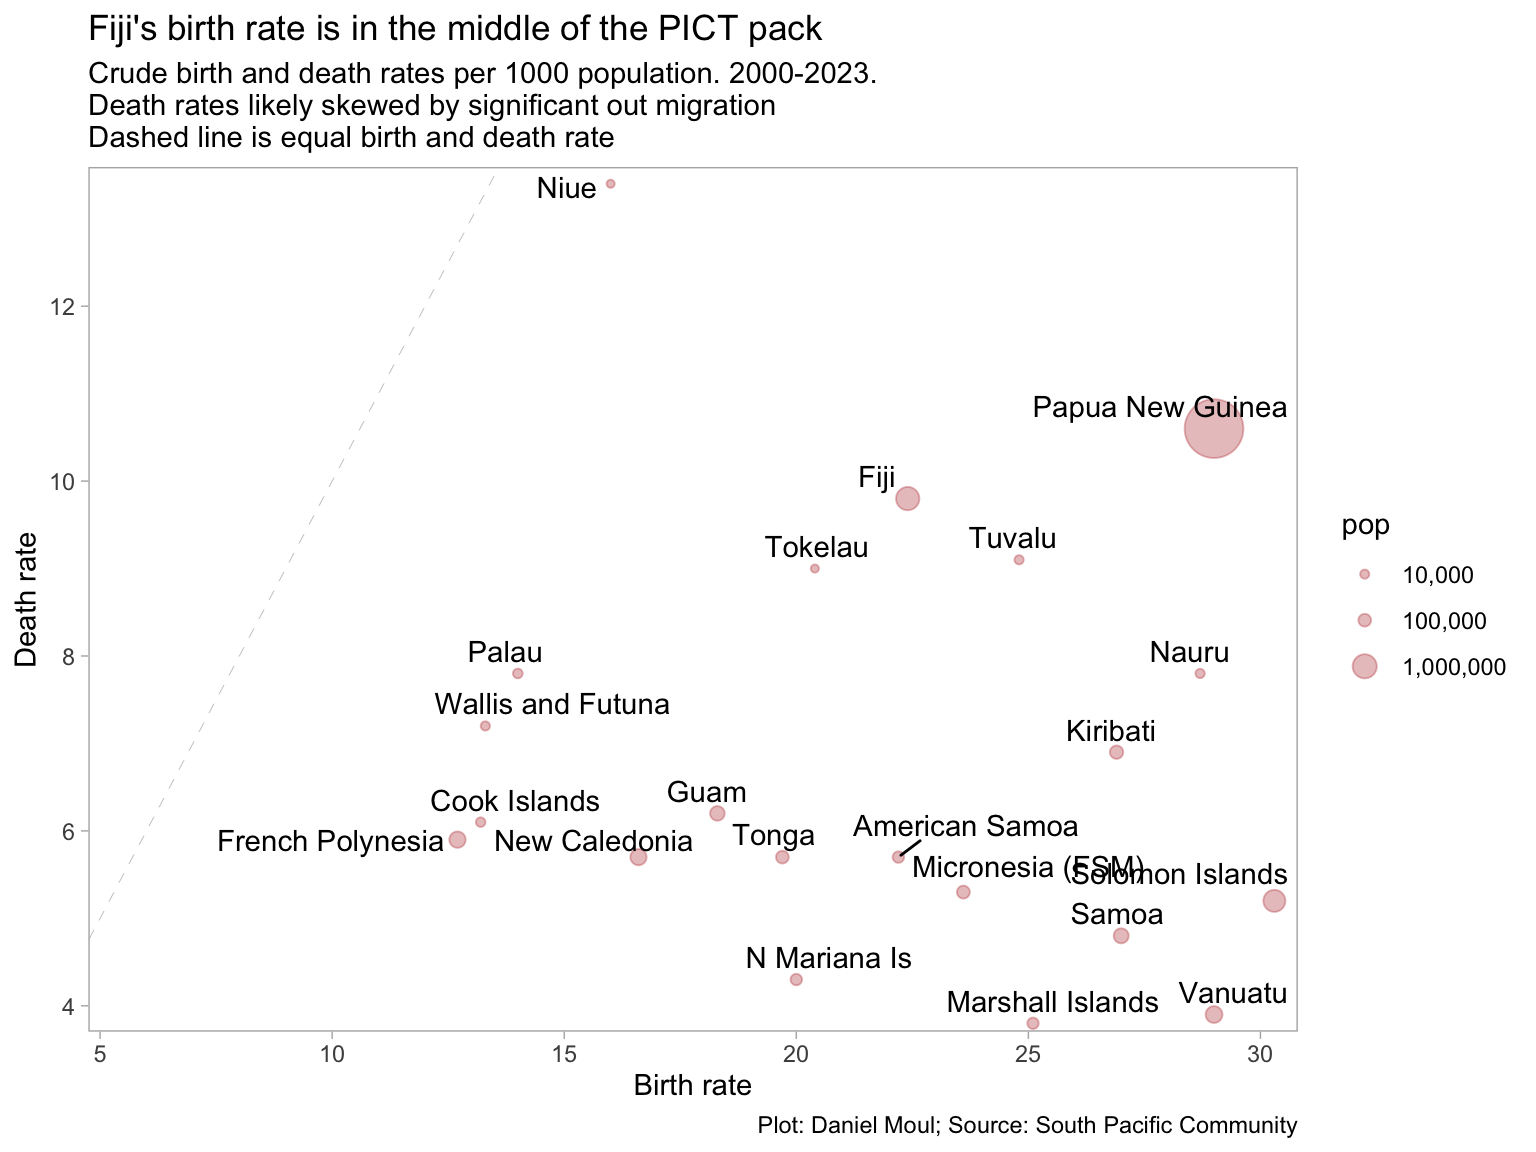 Fiji's birth rate is in the middle of the PICT pack
Crude birth and death rates per 1000 population. 2000-2023.
Death rates likely skewed by significant out migration
Dashed line is equal birth and death rate
Niue
12
Papua New Guinea
10
Fiji
Tokelau
Tuvalu
pop
10,000
100,000
1,000,000
Death rate
8
Palau
Nauru
Wallis and Futuna
Kiribati
Guam
Cook Islands
6
French Polynesia
New Caledonia
Tonga
American Samoa
Micronesia (FSM)
Solomon Islands
Samoa
N Mariana Is
Marshall Islands
Vanuatu
4
5
10
15
20
25
30
Birth rate
Plot: Daniel Moul; Source: South Pacific Community